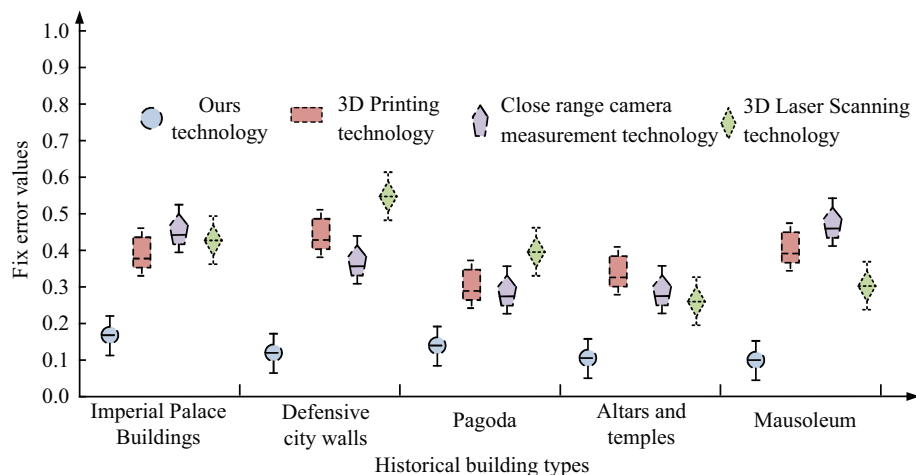 1.0
0.9
0.8
0.7
0.6
0.5
0.4
0.3
0.2
0.1
0.0
Fix error values
Ours
technology
3D Printing
technology
Close range camera
measurement technology
3D Laser Scanning
technology
Imperial Palace
Buildings
Defensive
city walls
Pagoda
Altars and
temples
Mausoleum
Historical building types